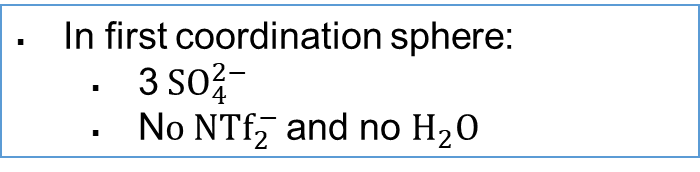 ▪ In first coordination sphere:
▪ 3 SO₄²⁻
▪ No NTf₂⁻ and no H₂O